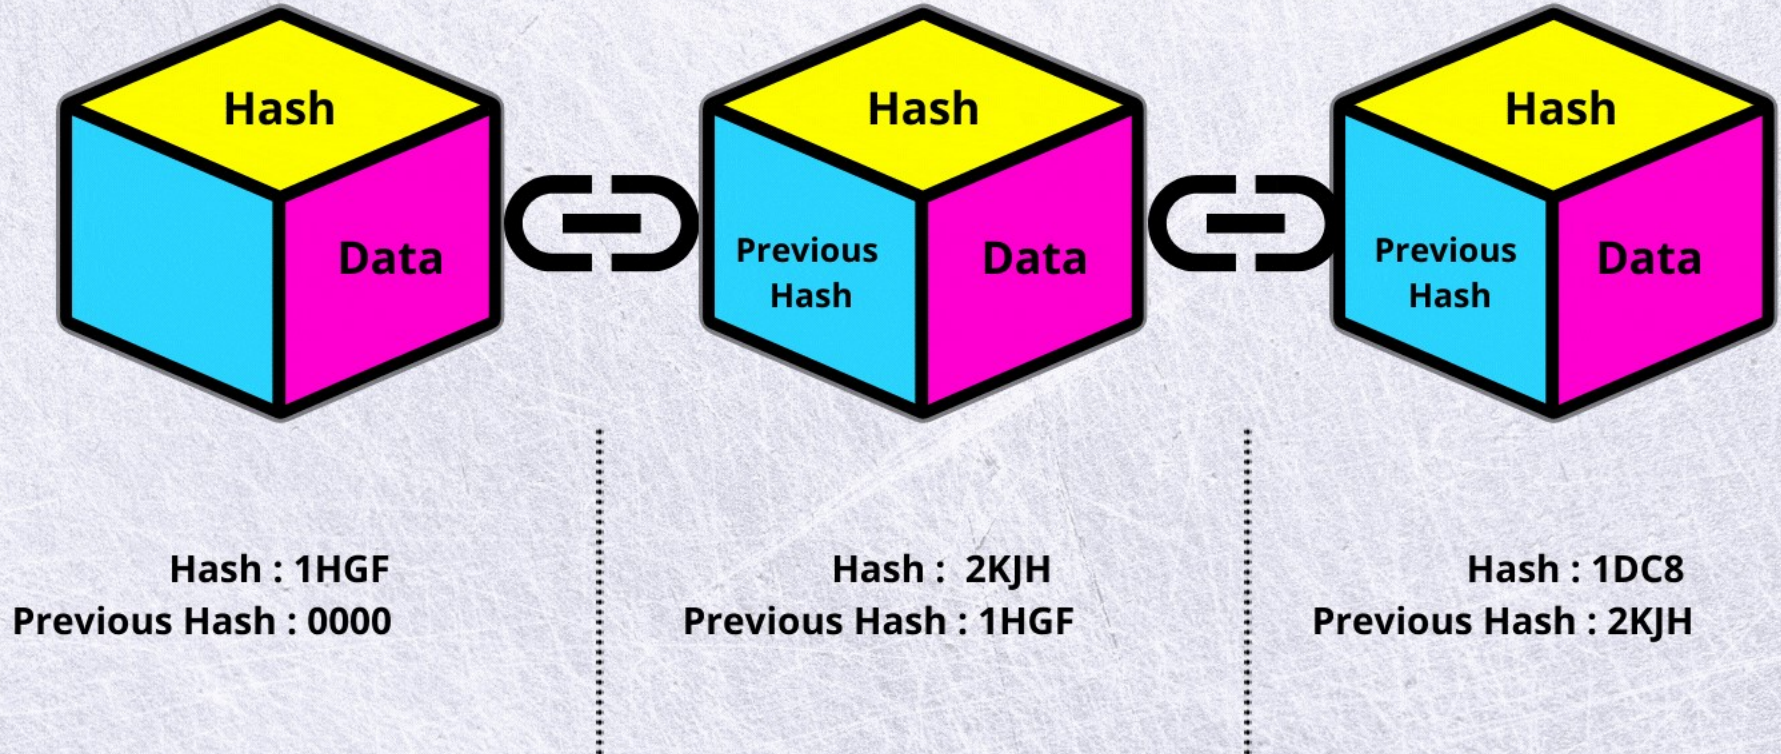 Hash
Data
Hash
Previous
Hash
Data
Hash
Previous
Hash
Data
Hash : 1HGF
Previous Hash : 0000
Hash :  2KJH
Previous Hash : 1HGF
Hash : 1DC8
Previous Hash : 2KJH